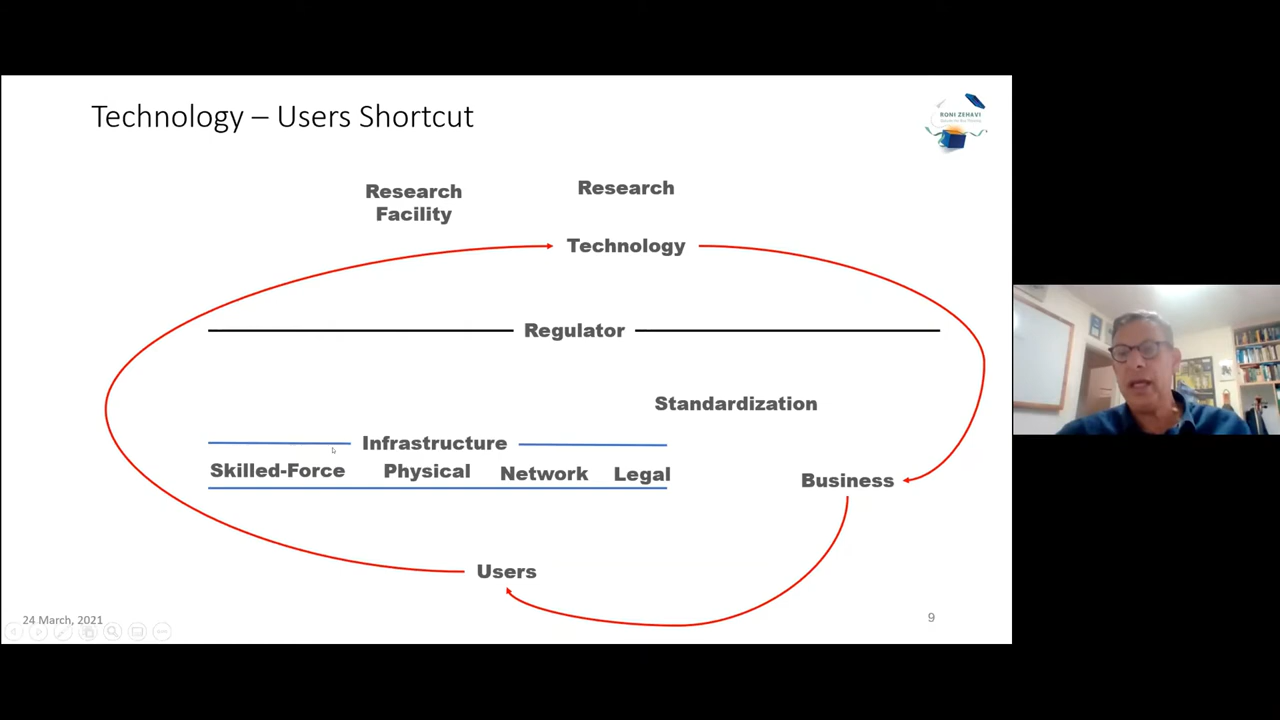 Technology – Users Shortcut
RONI ZEHAVI
Research
Facility
Research
Technology
Regulator
Standardization
Infrastructure
Skilled-Force
Physical
Network
Legal
Business
Users
24 March, 2021
9